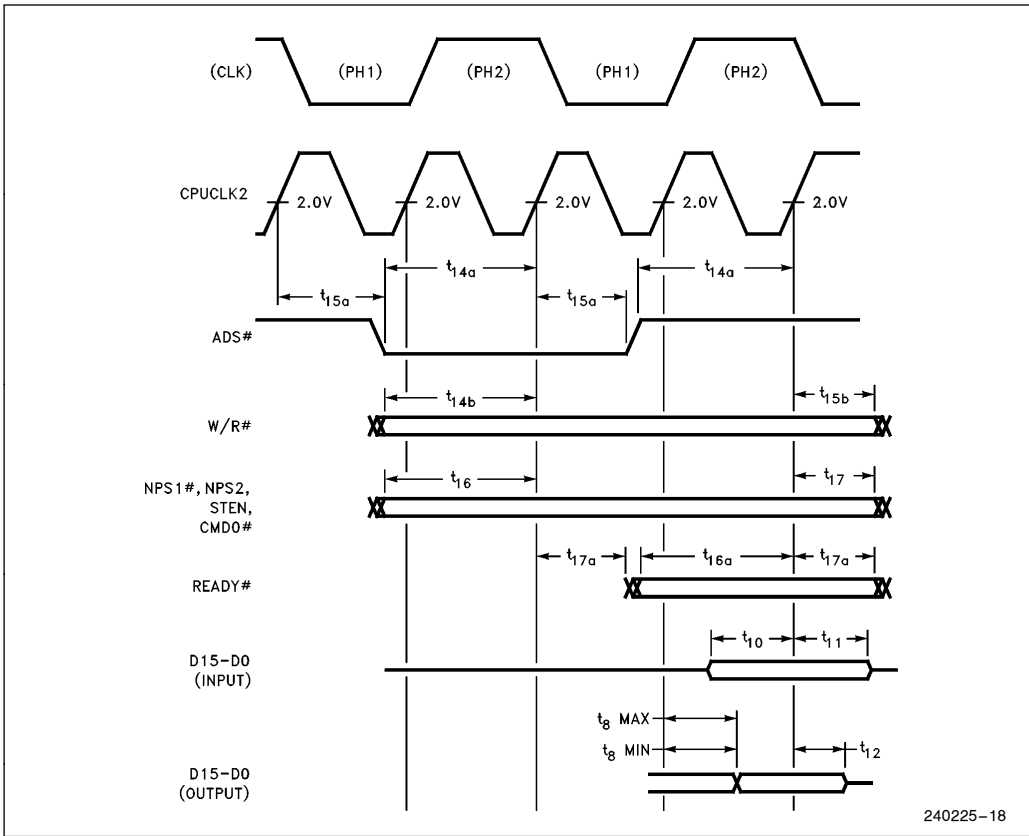 (CLK) (PH1) (PH2) (PH1) (PH2)
CPUCLK2 2.0V 2.0V 2.0V 2.0V 2.0V
t14a t14a
t15a t15a
ADS#
t14b t15b
W/R#
t16 t17
NPS1#, NPS2,
STEN,
CMD0#
t17a t16a t17a
READY#
t10 t11
D15-D0
(INPUT)
t8 MAX
t8 MIN t12
D15-D0
(OUTPUT)
240225-18